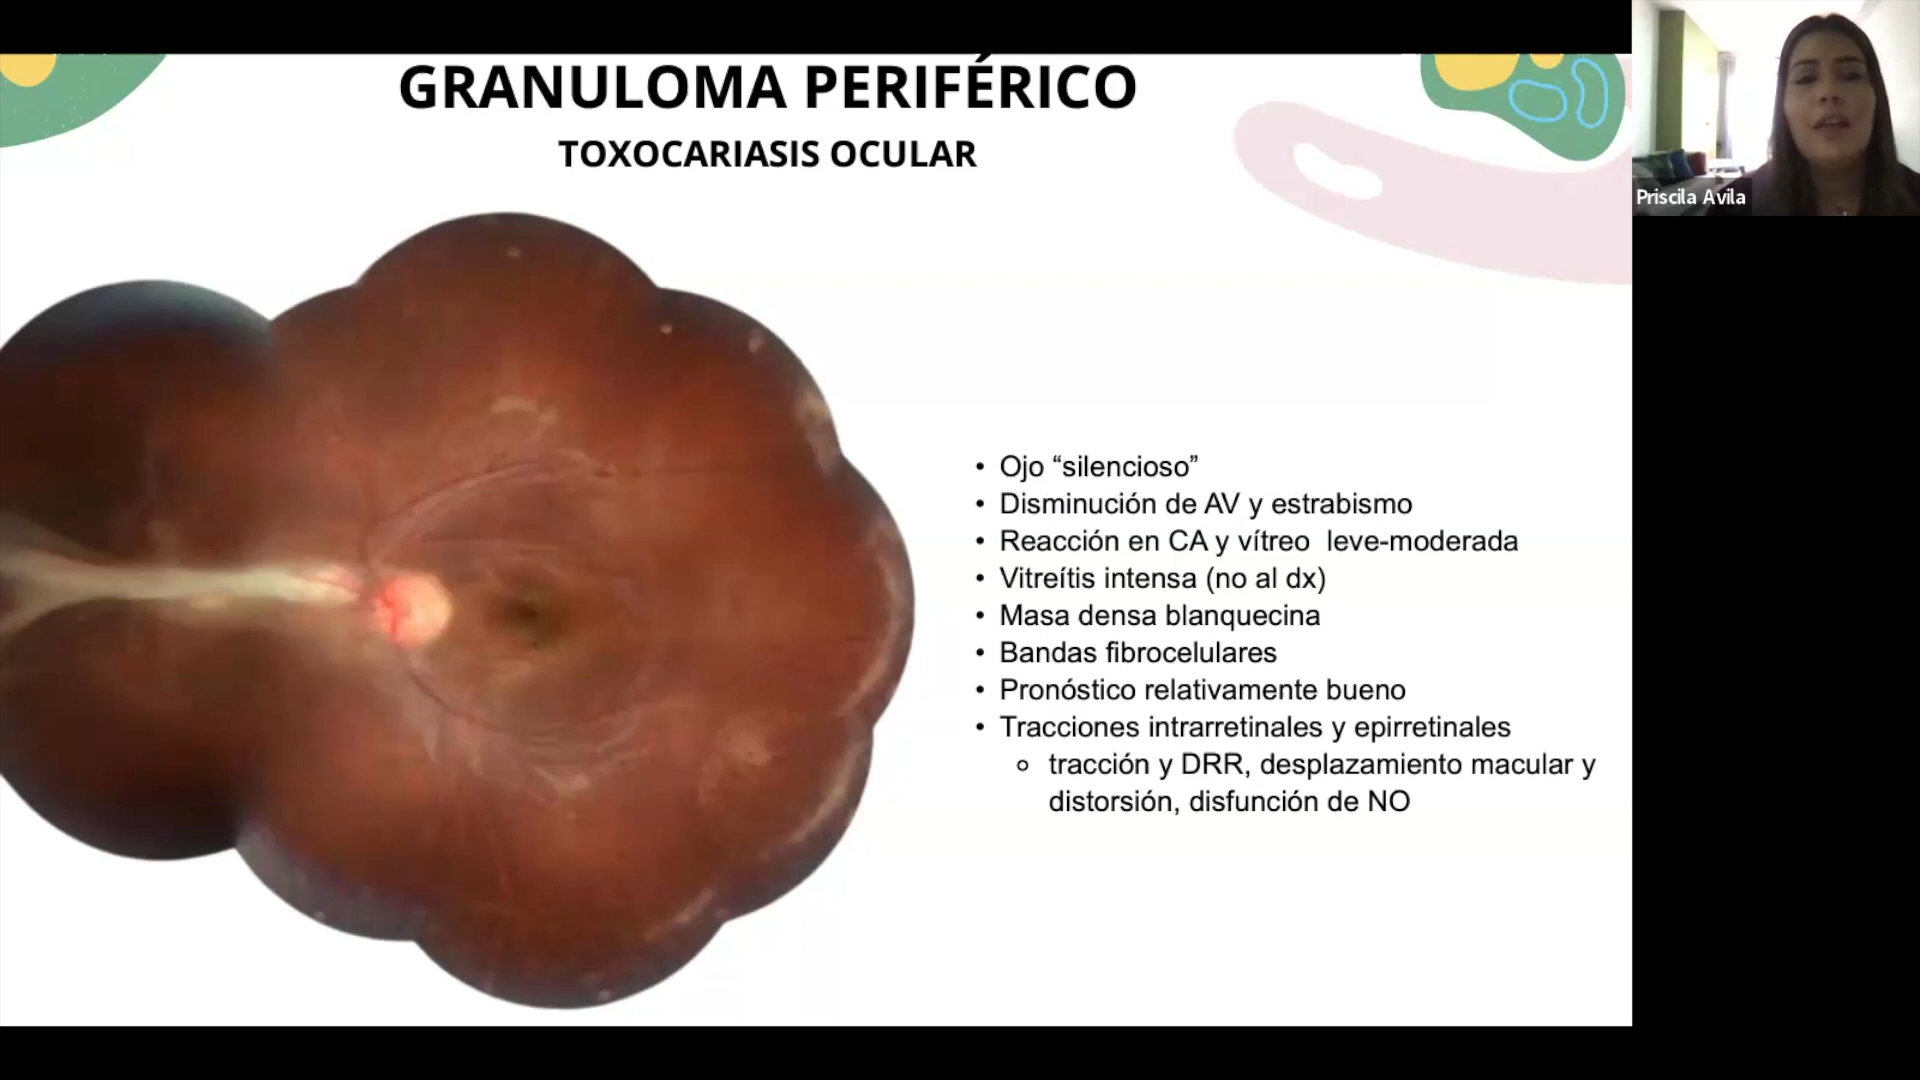 GRANULOMA PERIFÉRICO
TOXOCARIASIS OCULAR
Priscila Avila
• Ojo “silencioso”
• Disminución de AV y estrabismo
• Reacción en CA y vítreo leve-moderada
• Vitreítis intensa (no al dx)
• Masa densa blanquecina
• Bandas fibrocelulares
• Pronóstico relativamente bueno
• Tracciones intrarretinales y epirretinales
○ tracción y DRR, desplazamiento macular y
distorsión, disfunción de NO